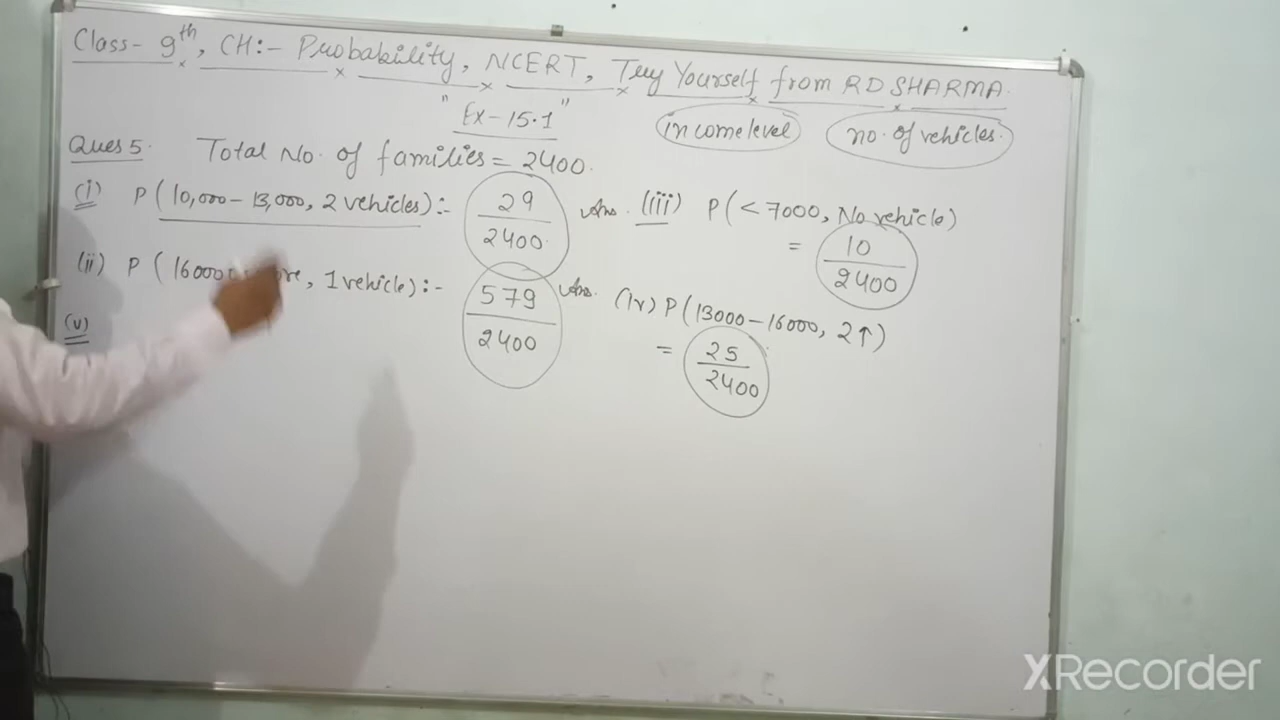 Class- 9th, CH:- Probability, NCERT, Try Yourself from RD SHARMA.
"Ex-15.1"
income level
no. of vehicles.
Ques 5. Total No. of families = 2400.
(i) P(10,000-13,000, 2 vehicles):- 29/2400 Ans.
(ii) P(16000 , 1 vehicle):- 579/2400 Ans.
(iii) P(<7000, No vehicle)
= 10/2400
(iv) P(13000-16000, 2↑)
= 25/2400
(v)
XRecorder